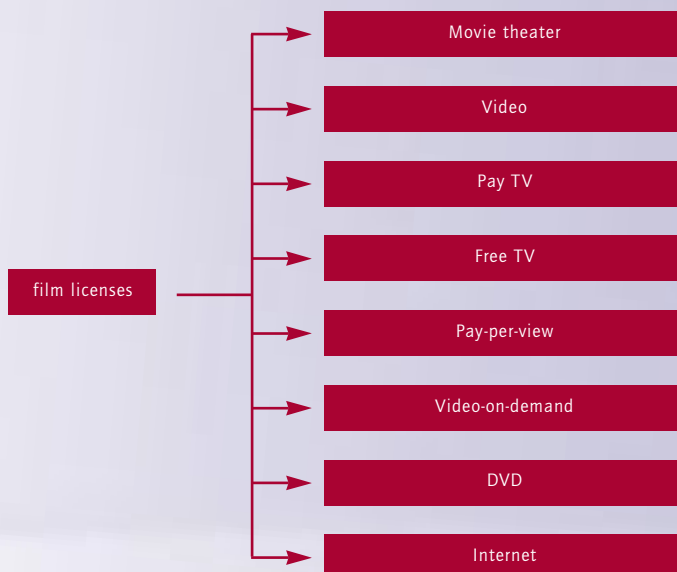 Movie theater
Video
Pay TV
Free TV
film licenses
Pay-per-view
Video-on-demand
DVD
Internet